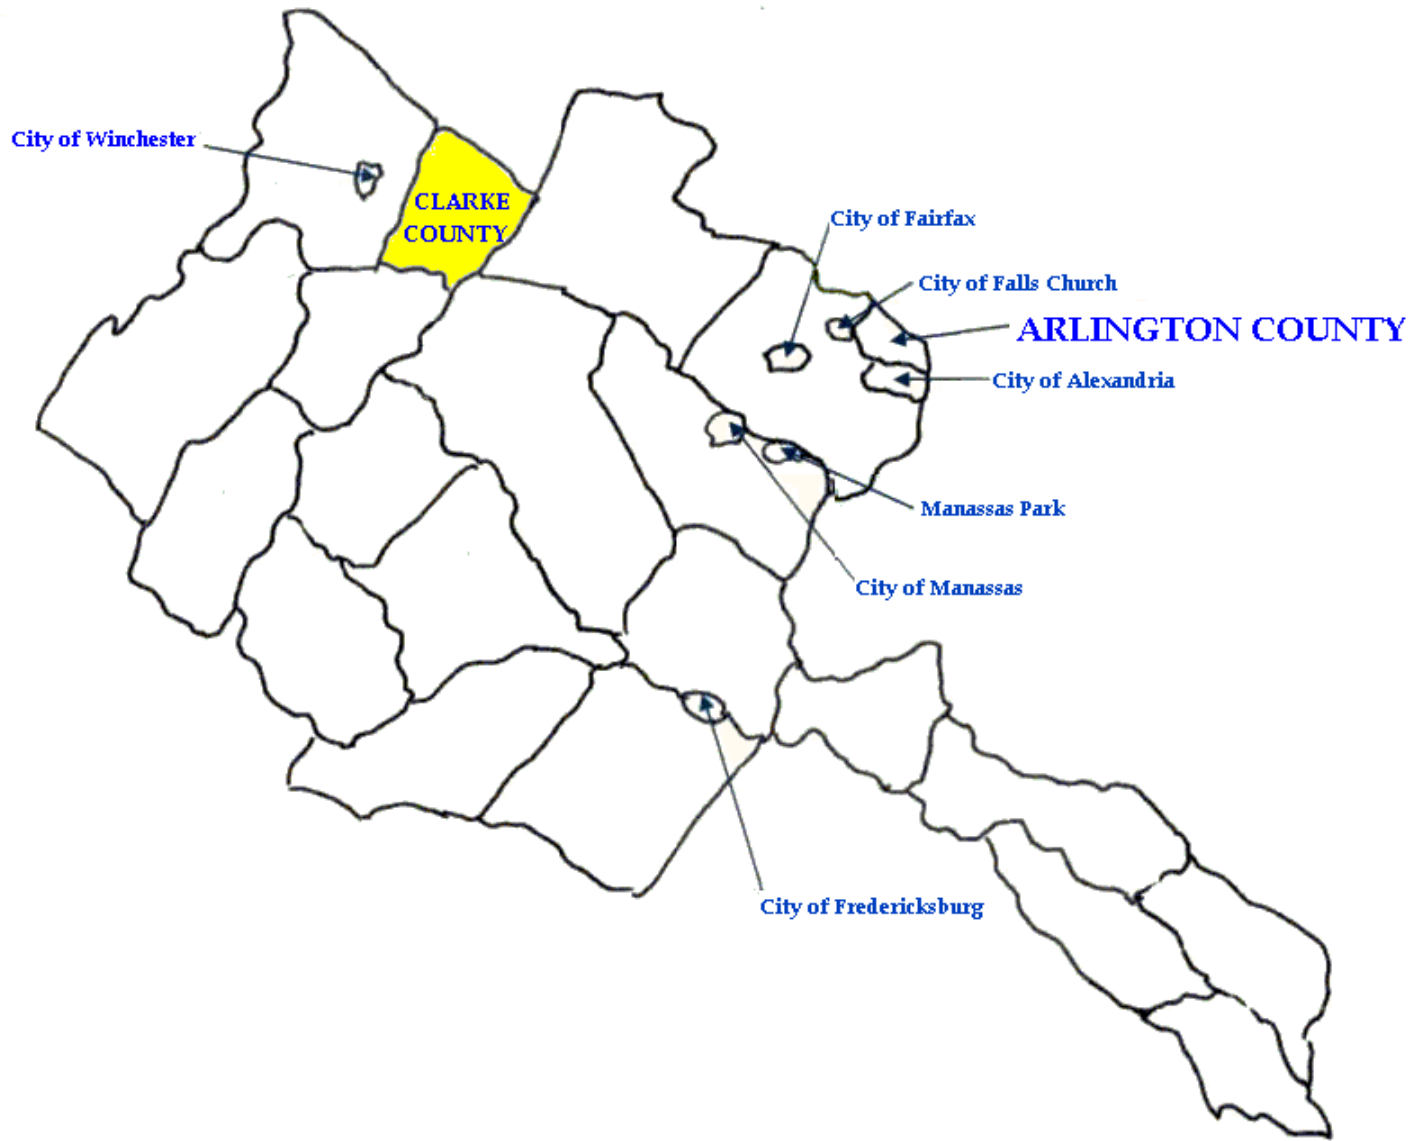 City of Winchester
CLARKE
COUNTY
City of Fairfax
City of Falls Church
ARLINGTON COUNTY
City of Alexandria
Manassas Park
City of Manassas
City of Fredericksburg